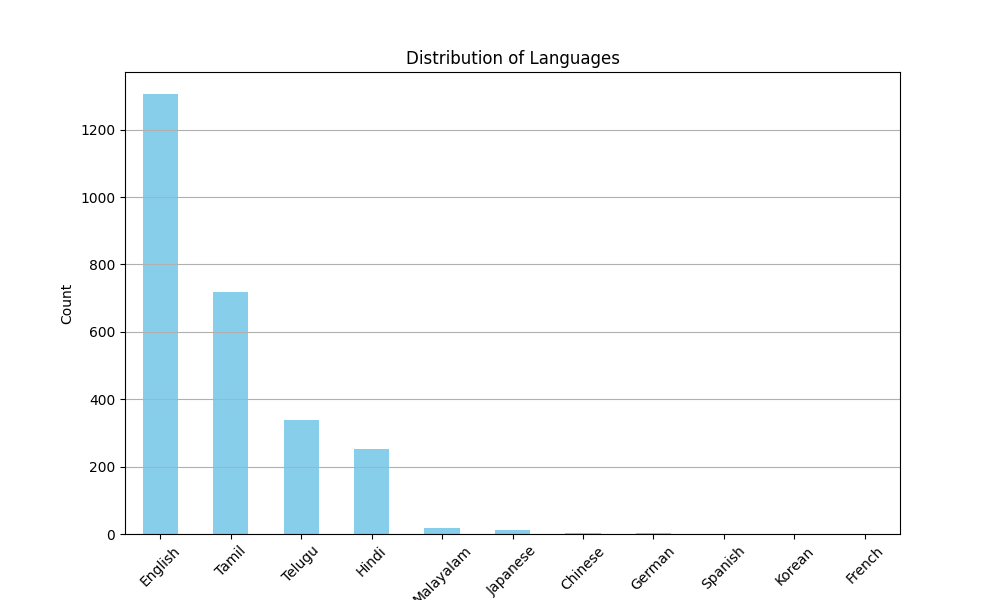 Distribution of Languages
Count
1200
1000
800
600
400
200
0
English
Tamil
Telugu
Hindi
Malayalam
Japanese
Chinese
German
Spanish
Korean
French